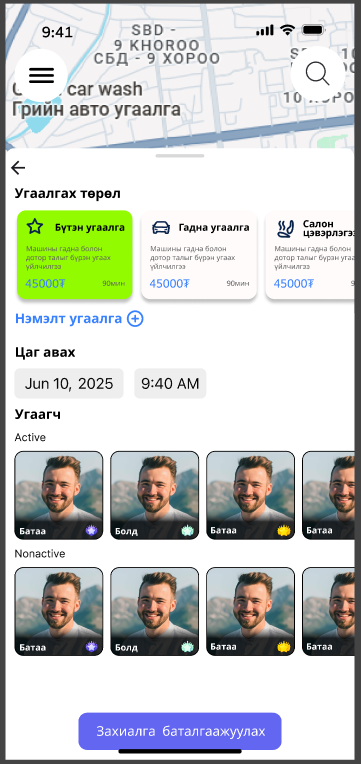 9:41
SBD -
9 KHOROO
СБД - 9 ХОРОО
car wash
Грийн авто угаалга
10
Угаалгах төрөл
Бүтэн угаалга
Машины гадна болон
дотор талыг бүрэн угаах
үйлчилгээ
45000₮
90мин
Гадна угаалга
Машины гадна болон
дотор талыг бүрэн угаах
үйлчилгээ
45000₮
90мин
Салон
цэвэрлэгээ
Машины гадна болон
дотор талыг бүрэн
үйлчилгээ
45000₮
Нэмэлт угаалга
Цаг авах
Jun 10, 2025
9:40 AM
Угаагч
Active
Батаа
Болд
Батаа
Батаа
Nonactive
Батаа
Болд
Батаа
Батаа
Захиалга баталгаажуулах